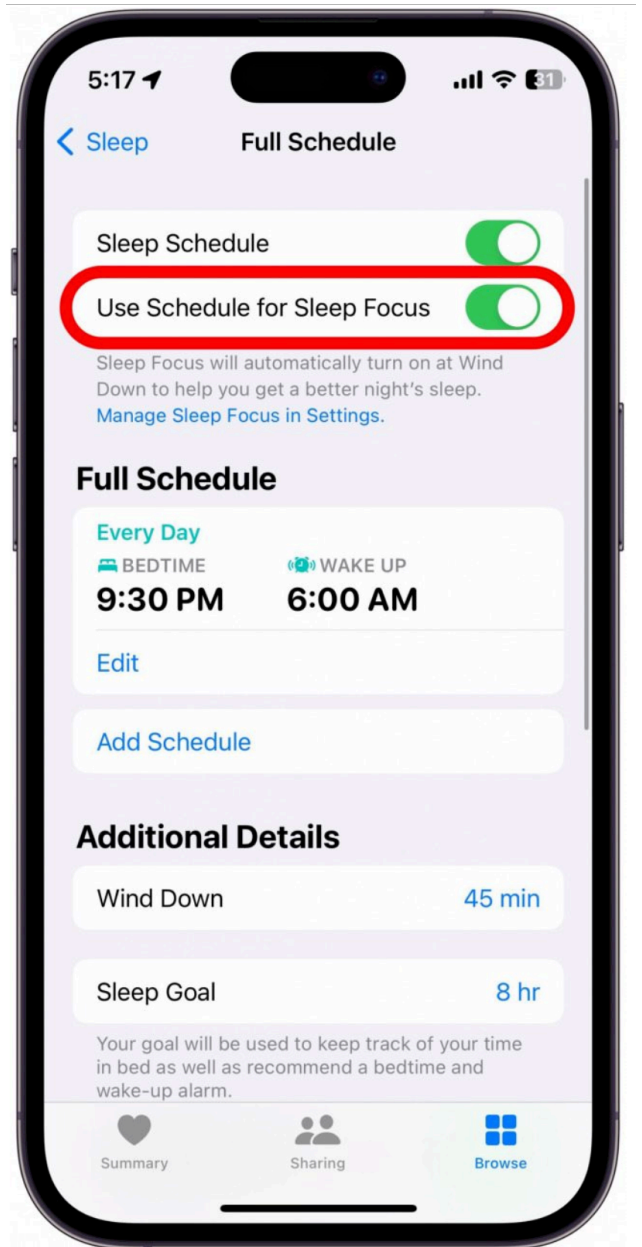 5:17
31
Sleep
Full Schedule
Sleep Schedule
Use Schedule for Sleep Focus
Sleep Focus will automatically turn on at Wind
Down to help you get a better night's sleep.
Manage Sleep Focus in Settings.
Full Schedule
Every Day
BEDTIME
WAKE UP
9:30 PM
6:00 AM
Edit
Add Schedule
Additional Details
Wind Down
45 min
Sleep Goal
8 hr
Your goal will be used to keep track of your time
in bed as well as recommend a bedtime and
wake-up alarm.
Summary
Sharing
Browse